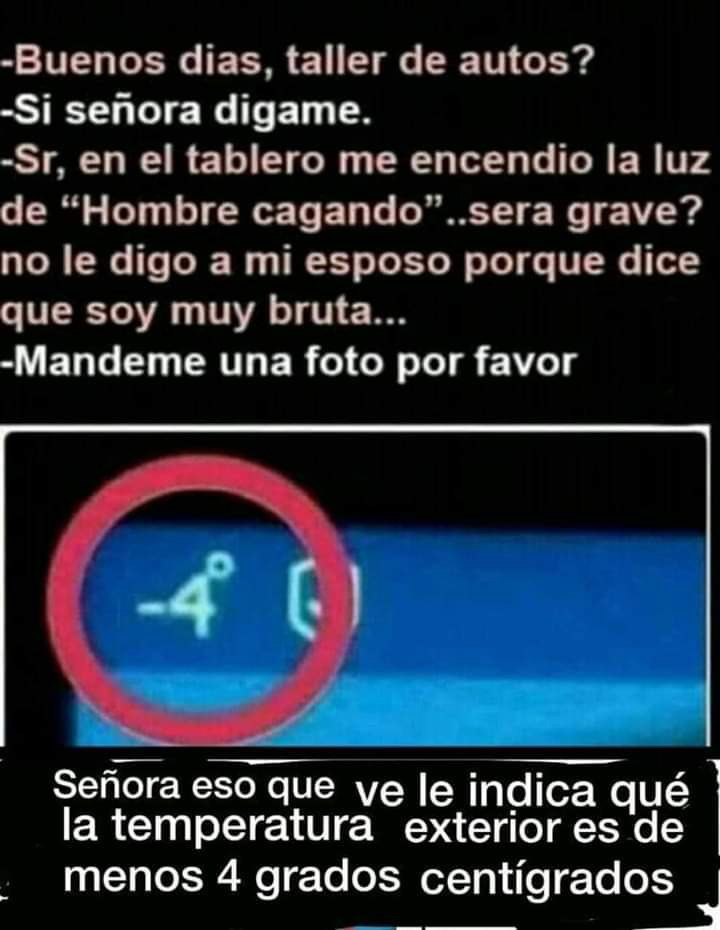 -Buenos dias, taller de autos?
-Si señora digame.
-Sr, en el tablero me encendio la luz
de “Hombre cagando”..sera grave?
no le digo a mi esposo porque dice
que soy muy bruta...
-Mandeme una foto por favor
-4°
Señora eso que ve le indica qué
la temperatura exterior es de
menos 4 grados centígrados